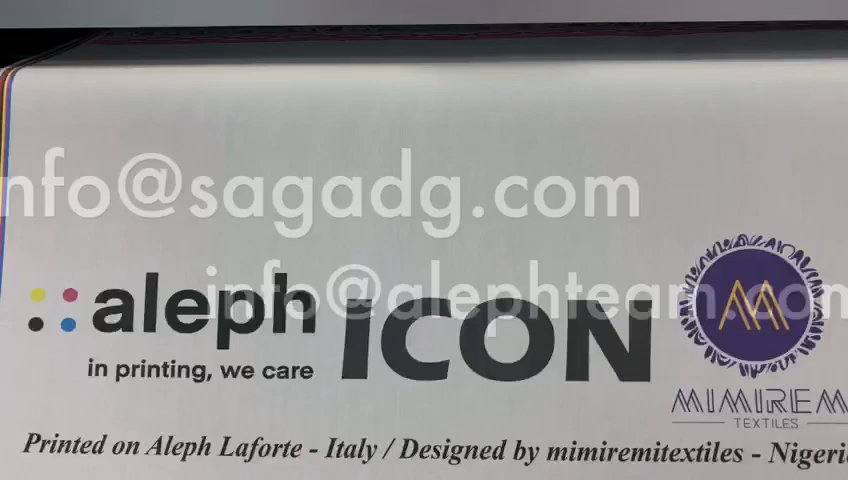 nfo@sagadg.com
info@alephteam.com
aleph
in printing, we care
ICON
MIMIREM
TEXTILES
Printed on Aleph Laforte - Italy / Designed by mimiremitextiles - Nigeri